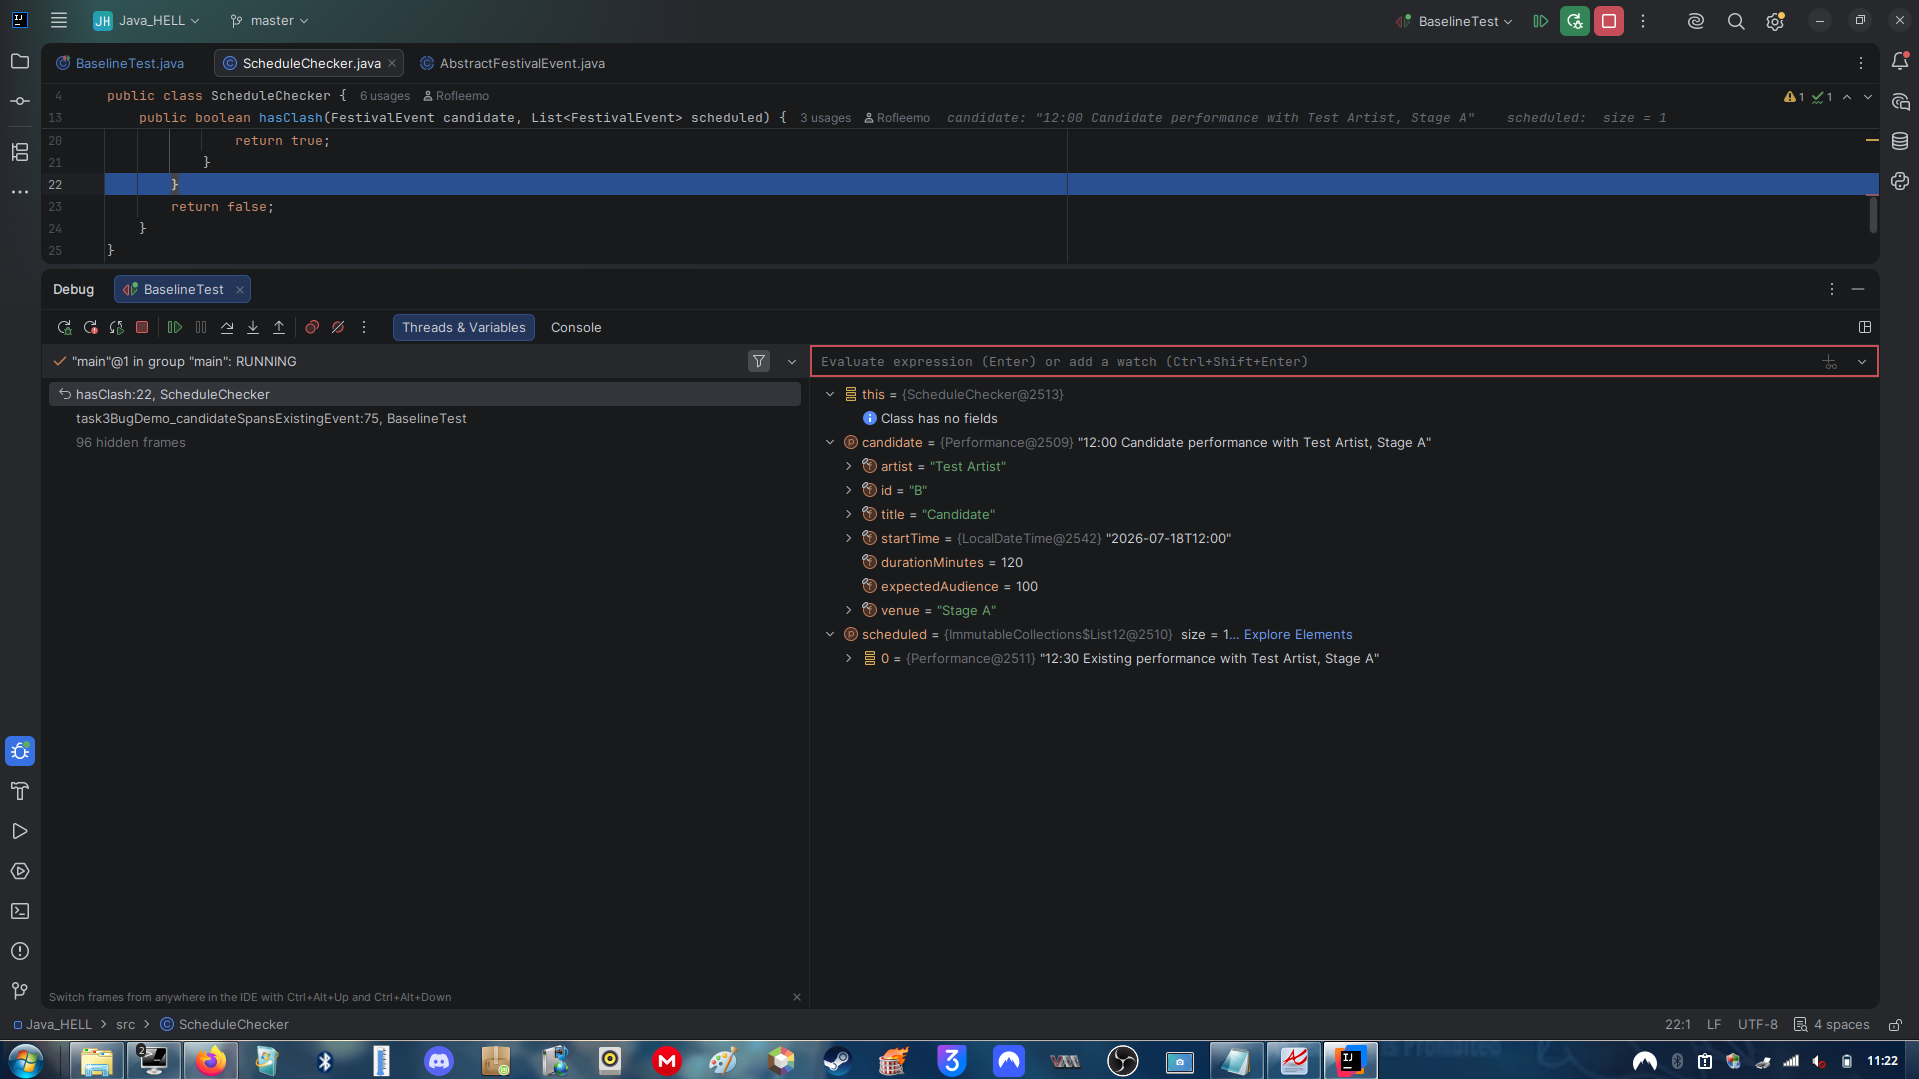 JH Java_HELL master BaselineTest
BaselineTest.java ScheduleChecker.java AbstractFestivalEvent.java
4 public class ScheduleChecker { 6 usages Rofleemo 1 1
13 public boolean hasClash(FestivalEvent candidate, List<FestivalEvent> scheduled) { 3 usages Rofleemo candidate: "12:00 Candidate performance with Test Artist, Stage A" scheduled: size = 1
20 return true;
21 }
22 }
23 return false;
24 }
25 }
Debug BaselineTest
Threads & Variables Console
"main"@1 in group "main": RUNNING
Evaluate expression (Enter) or add a watch (Ctrl+Shift+Enter)
hasClash:22, ScheduleChecker
task3BugDemo_candidateSpansExistingEvent:75, BaselineTest
96 hidden frames
this = {ScheduleChecker@2513}
Class has no fields
candidate = {Performance@2509} "12:00 Candidate performance with Test Artist, Stage A"
artist = "Test Artist"
id = "B"
title = "Candidate"
startTime = {LocalDateTime@2542} "2026-07-18T12:00"
durationMinutes = 120
expectedAudience = 100
venue = "Stage A"
scheduled = {ImmutableCollections$List12@2510} size = 1... Explore Elements
0 = {Performance@2511} "12:30 Existing performance with Test Artist, Stage A"
Switch frames from anywhere in the IDE with Ctrl+Alt+Up and Ctrl+Alt+Down
Java_HELL src ScheduleChecker 22:1 LF UTF-8 4 spaces
11:22